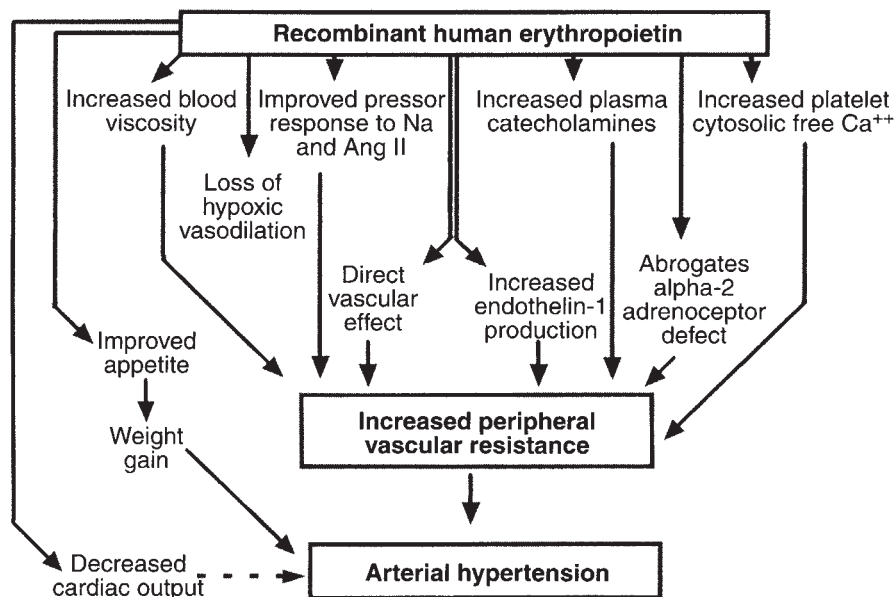 Recombinant human erythropoietin
Increased blood
viscosity
Improved pressor
response to Na
and Ang II
Increased plasma
catecholamines
Increased platelet
cytosolic free Ca++
Loss of
hypoxic
vasodilation
Direct
vascular
effect
Increased
endothelin-1
production
Abrogates
alpha-2
adrenoceptor
defect
Improved
appetite
Weight
gain
Increased peripheral
vascular resistance
Decreased
cardiac output
Arterial hypertension